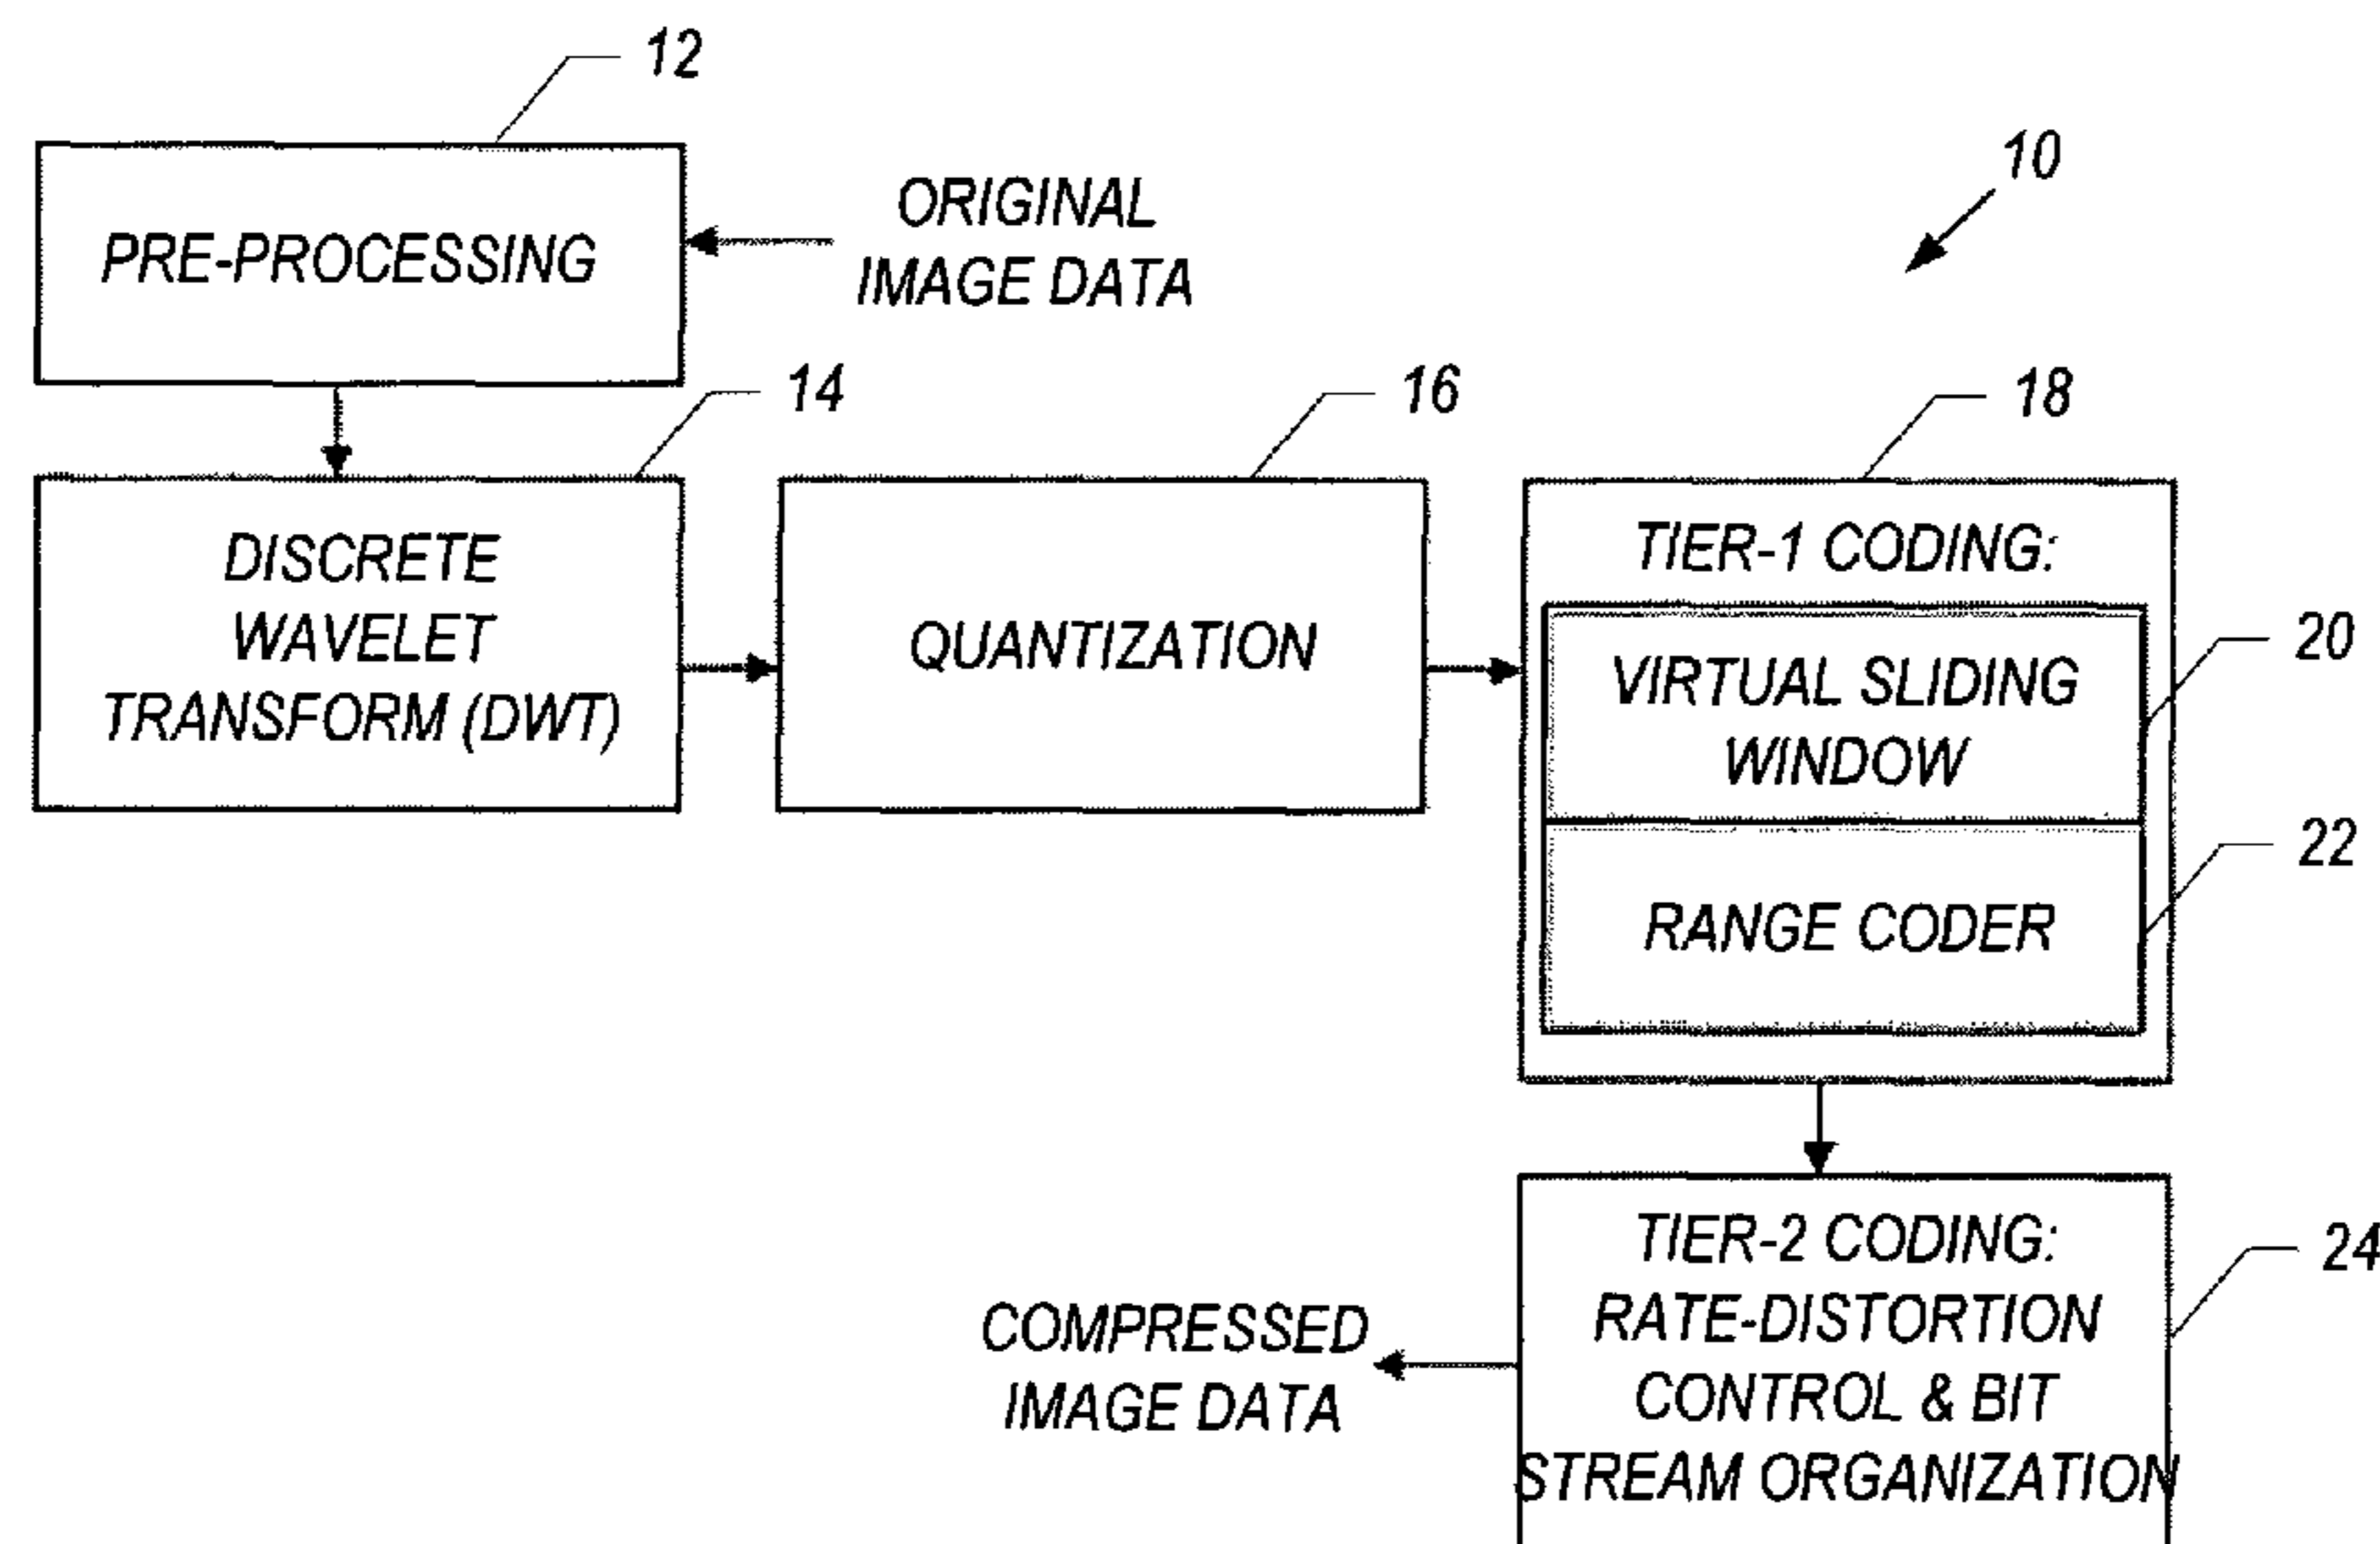 12
PRE-PROCESSING
ORIGINAL
IMAGE DATA
10
14
DISCRETE
WAVELET
TRANSFORM (DWT)
16
QUANTIZATION
18
TIER-1 CODING:
VIRTUAL SLIDING
WINDOW
20
RANGE CODER
22
TIER-2 CODING:
RATE-DISTORTION
CONTROL & BIT
STREAM ORGANIZATION
24
COMPRESSED
IMAGE DATA